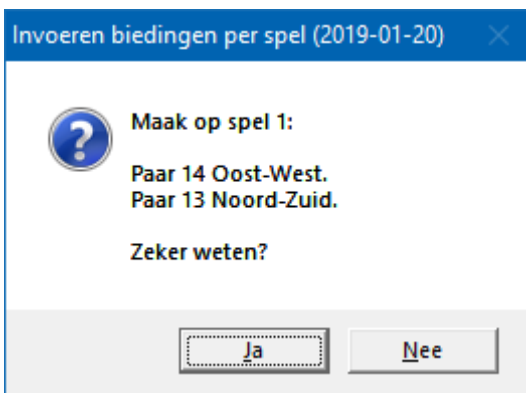 Invoeren biedingen per spel (2019-01-20)
Maak op spel 1:
Paar 14 Oost-West.
Paar 13 Noord-Zuid.
Zeker weten?
Ja Nee